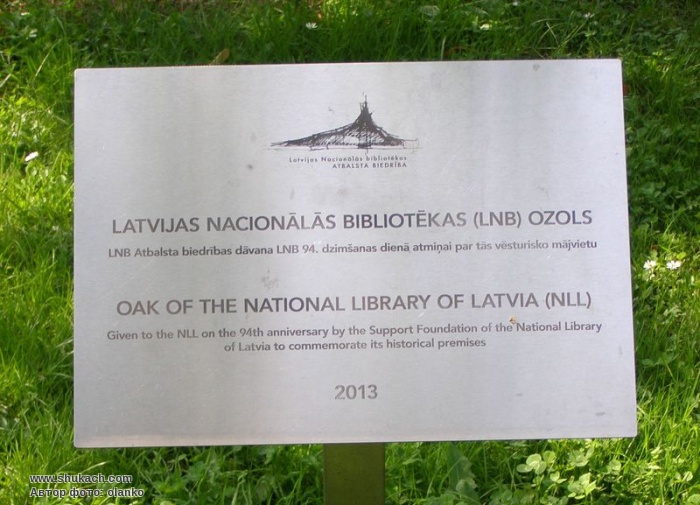 Latvijas Nacionālās bibliotēkas
ATBALSTA BIEDRĪBA
LATVIJAS NACIONĀLĀS BIBLIOTĒKAS (LNB) OZOLS
LNB Atbalsta biedrības dāvana LNB 94. dzimšanas dienā atmiņai par tās vēsturisko mājvietu
OAK OF THE NATIONAL LIBRARY OF LATVIA (NLL)
Given to the NLL on the 94th anniversary by the Support Foundation of the National Library
of Latvia to commemorate its historical premises
2013
www.shukach.com
Автор фото: olanko